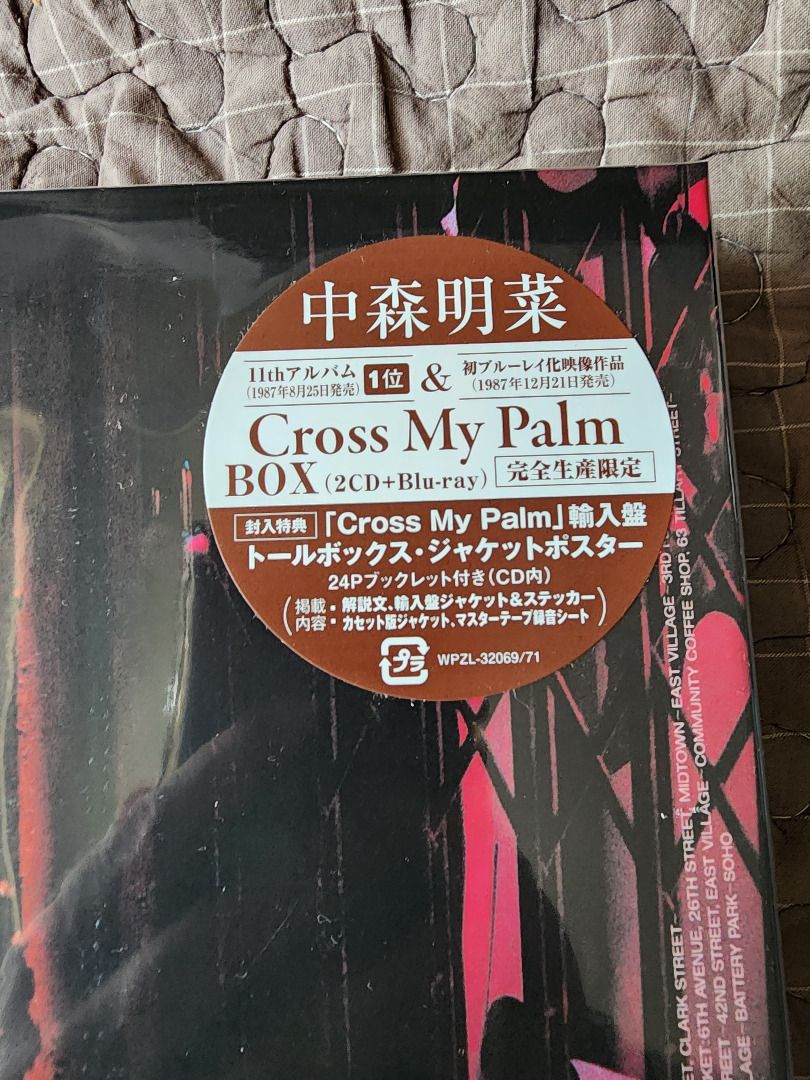 中森明菜
11thアルバム
(1987年8月25日発売)
1位
&
初ブルーレイ化映像作品
(1987年12月21日発売)
Cross My Palm
BOX (2CD+Blu-ray) 完全生産限定
封入特典 「Cross My Palm」輸入盤
トールボックス・ジャケットポスター
24Pブックレット付き(CD内)
(掲載内容:解説文、輸入盤ジャケット&ステッカー
カセット版ジャケット、マスターテープ録音シート)
プラ WPZL-32069/71
ET, CLARK STREET–
KET: 6TH AVENUE, 26TH STREET, MIDTOWN–EAST VILLAGE–3RD
REET–42ND STREET, EAST VILLAGE–COMMUNITY COFFEE SHOP: 63 TILLARY STREET–
LAGE–BATTERY PARK–SOHO